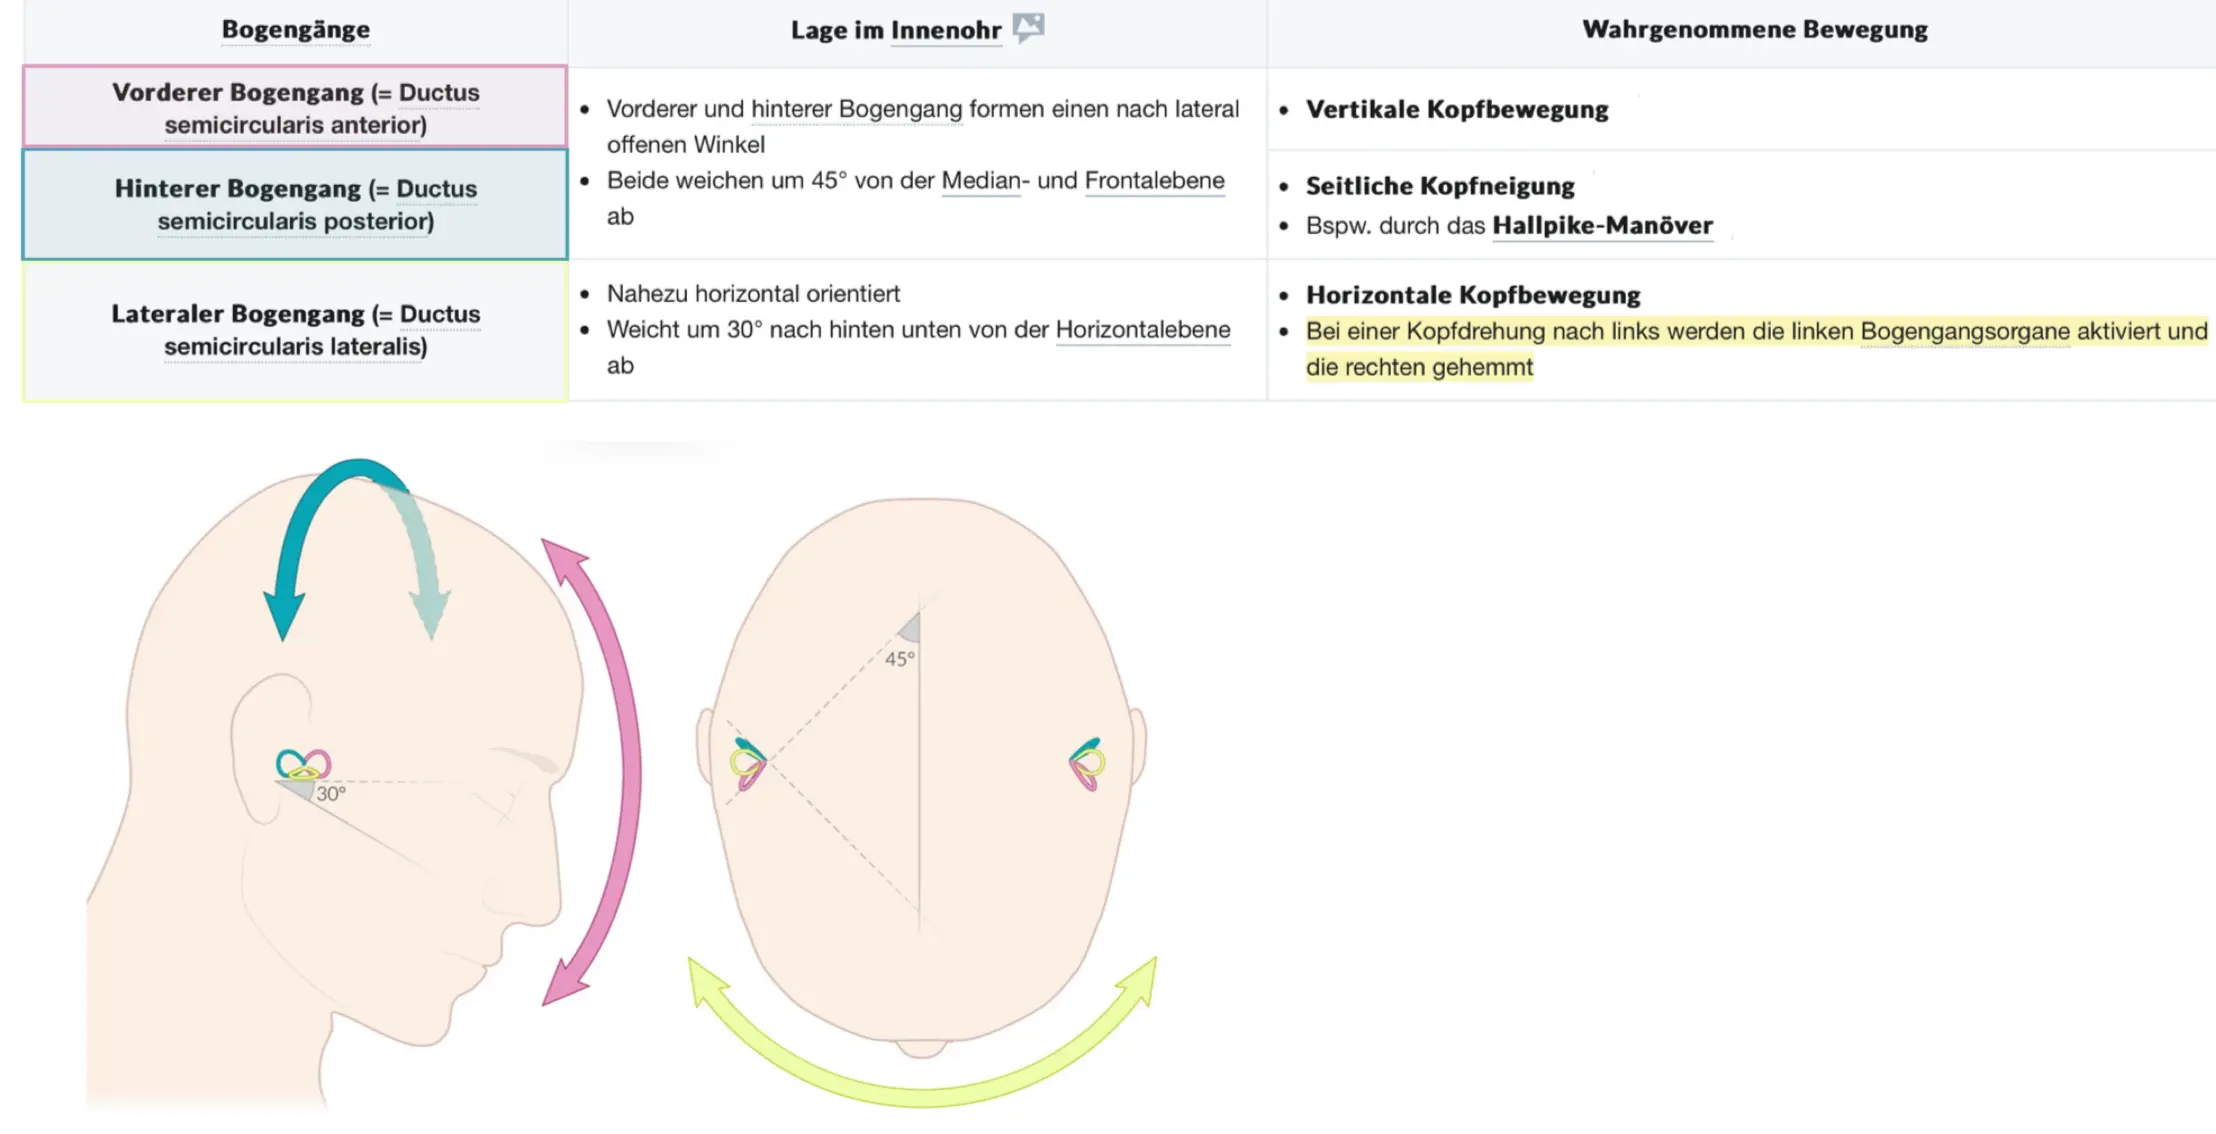 Bogengänge
Lage im Innenohr
Wahrgenommene Bewegung
Vorderer Bogengang (= Ductus
semicircularis anterior)
• Vorderer und hinterer Bogengang formen einen nach lateral
offenen Winkel
• Beide weichen um 45° von der Median- und Frontalebene
ab
• Vertikale Kopfbewegung
Hinterer Bogengang (= Ductus
semicircularis posterior)
• Seitliche Kopfneigung
• Bspw. durch das Hallpike-Manöver
Lateraler Bogengang (= Ductus
semicircularis lateralis)
• Nahezu horizontal orientiert
• Weicht um 30° nach hinten unten von der Horizontalebene
ab
• Horizontale Kopfbewegung
• Bei einer Kopfdrehung nach links werden die linken Bogengangsorgane aktiviert und
die rechten gehemmt
45°
30°